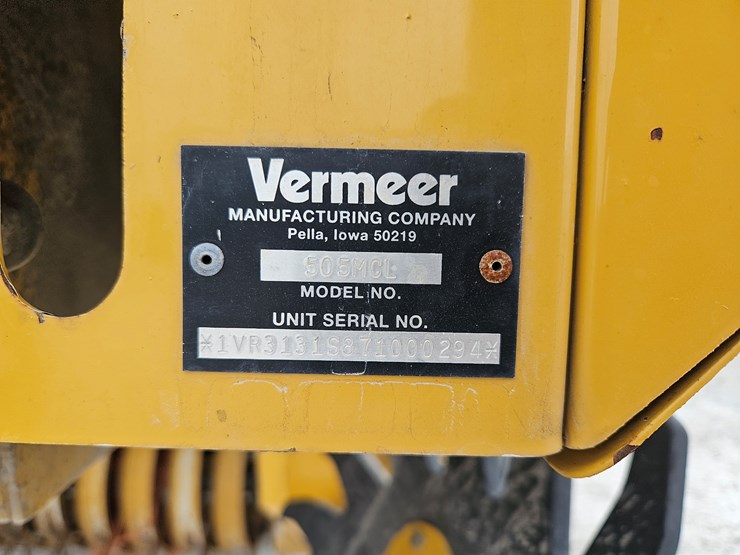 Vermeer
MANUFACTURING COMPANY
Pella, Iowa 50219
505MCL
MODEL NO.
UNIT SERIAL NO.
*1VR3131S871000294*